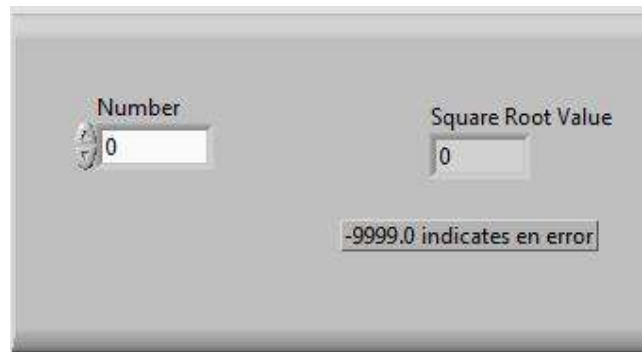 Number
Square Root Value
0
0
-9999.0 indicates en error